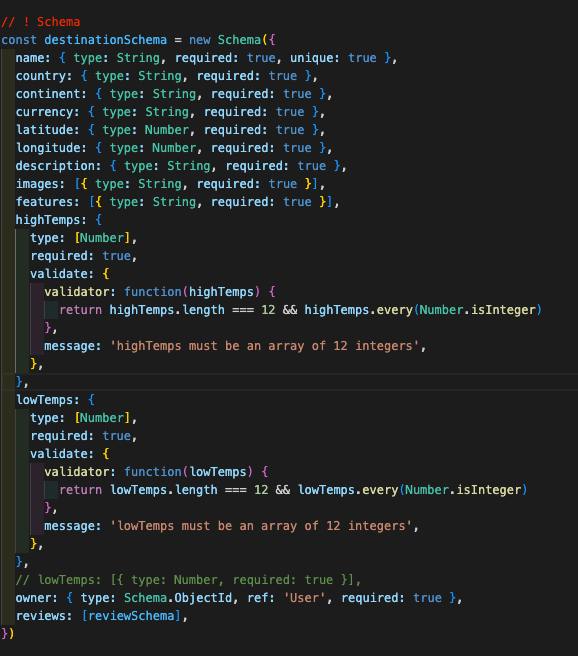 // ! Schema
const destinationSchema = new Schema({
  name: { type: String, required: true, unique: true },
  country: { type: String, required: true },
  continent: { type: String, required: true },
  currency: { type: String, required: true },
  latitude: { type: Number, required: true },
  longitude: { type: Number, required: true },
  description: { type: String, required: true },
  images: [{ type: String, required: true }],
  features: [{ type: String, required: true }],
  highTemps: {
    type: [Number],
    required: true,
    validate: {
      validator: function(highTemps) {
        return highTemps.length === 12 && highTemps.every(Number.isInteger)
      },
      message: 'highTemps must be an array of 12 integers',
    },
  },
  lowTemps: {
    type: [Number],
    required: true,
    validate: {
      validator: function(lowTemps) {
        return lowTemps.length === 12 && lowTemps.every(Number.isInteger)
      },
      message: 'lowTemps must be an array of 12 integers',
    },
  },
  // lowTemps: [{ type: Number, required: true }],
  owner: { type: Schema.ObjectId, ref: 'User', required: true },
  reviews: [reviewSchema],
})